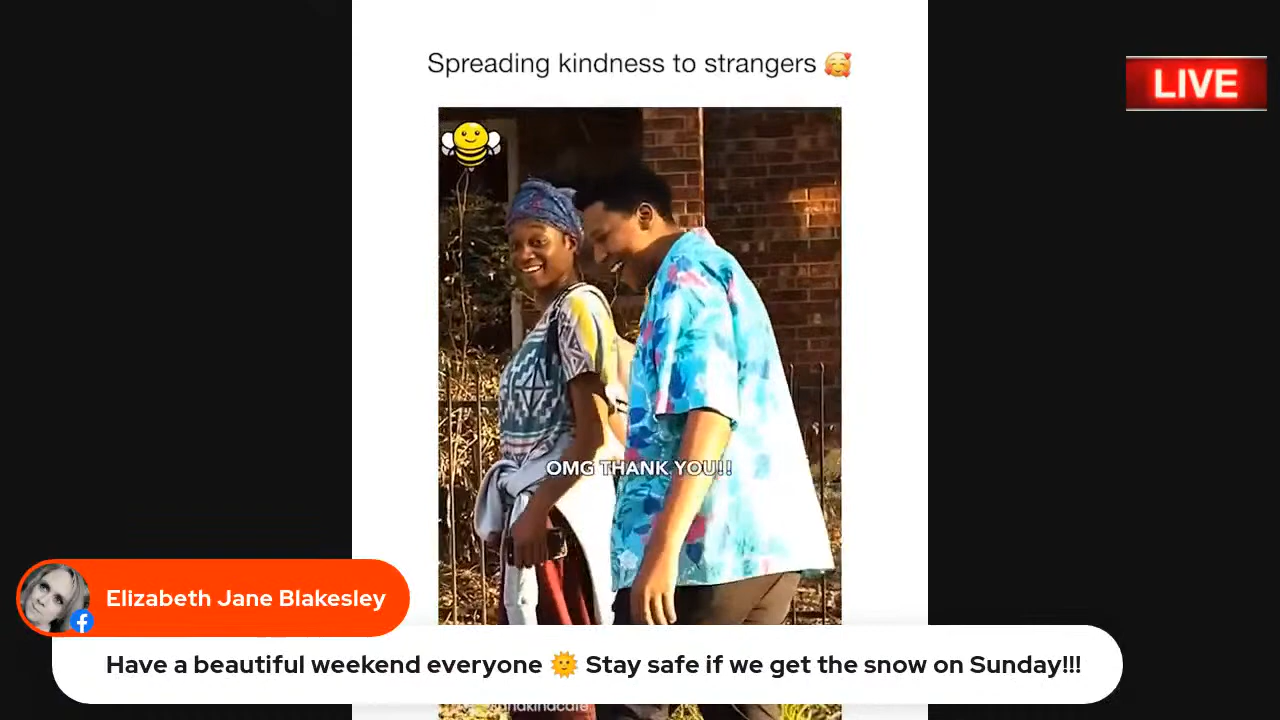 Spreading kindness to strangers 🥰
LIVE
OMG THANK YOU!!
Elizabeth Jane Blakesley
Have a beautiful weekend everyone 🌞 Stay safe if we get the snow on Sunday!!!